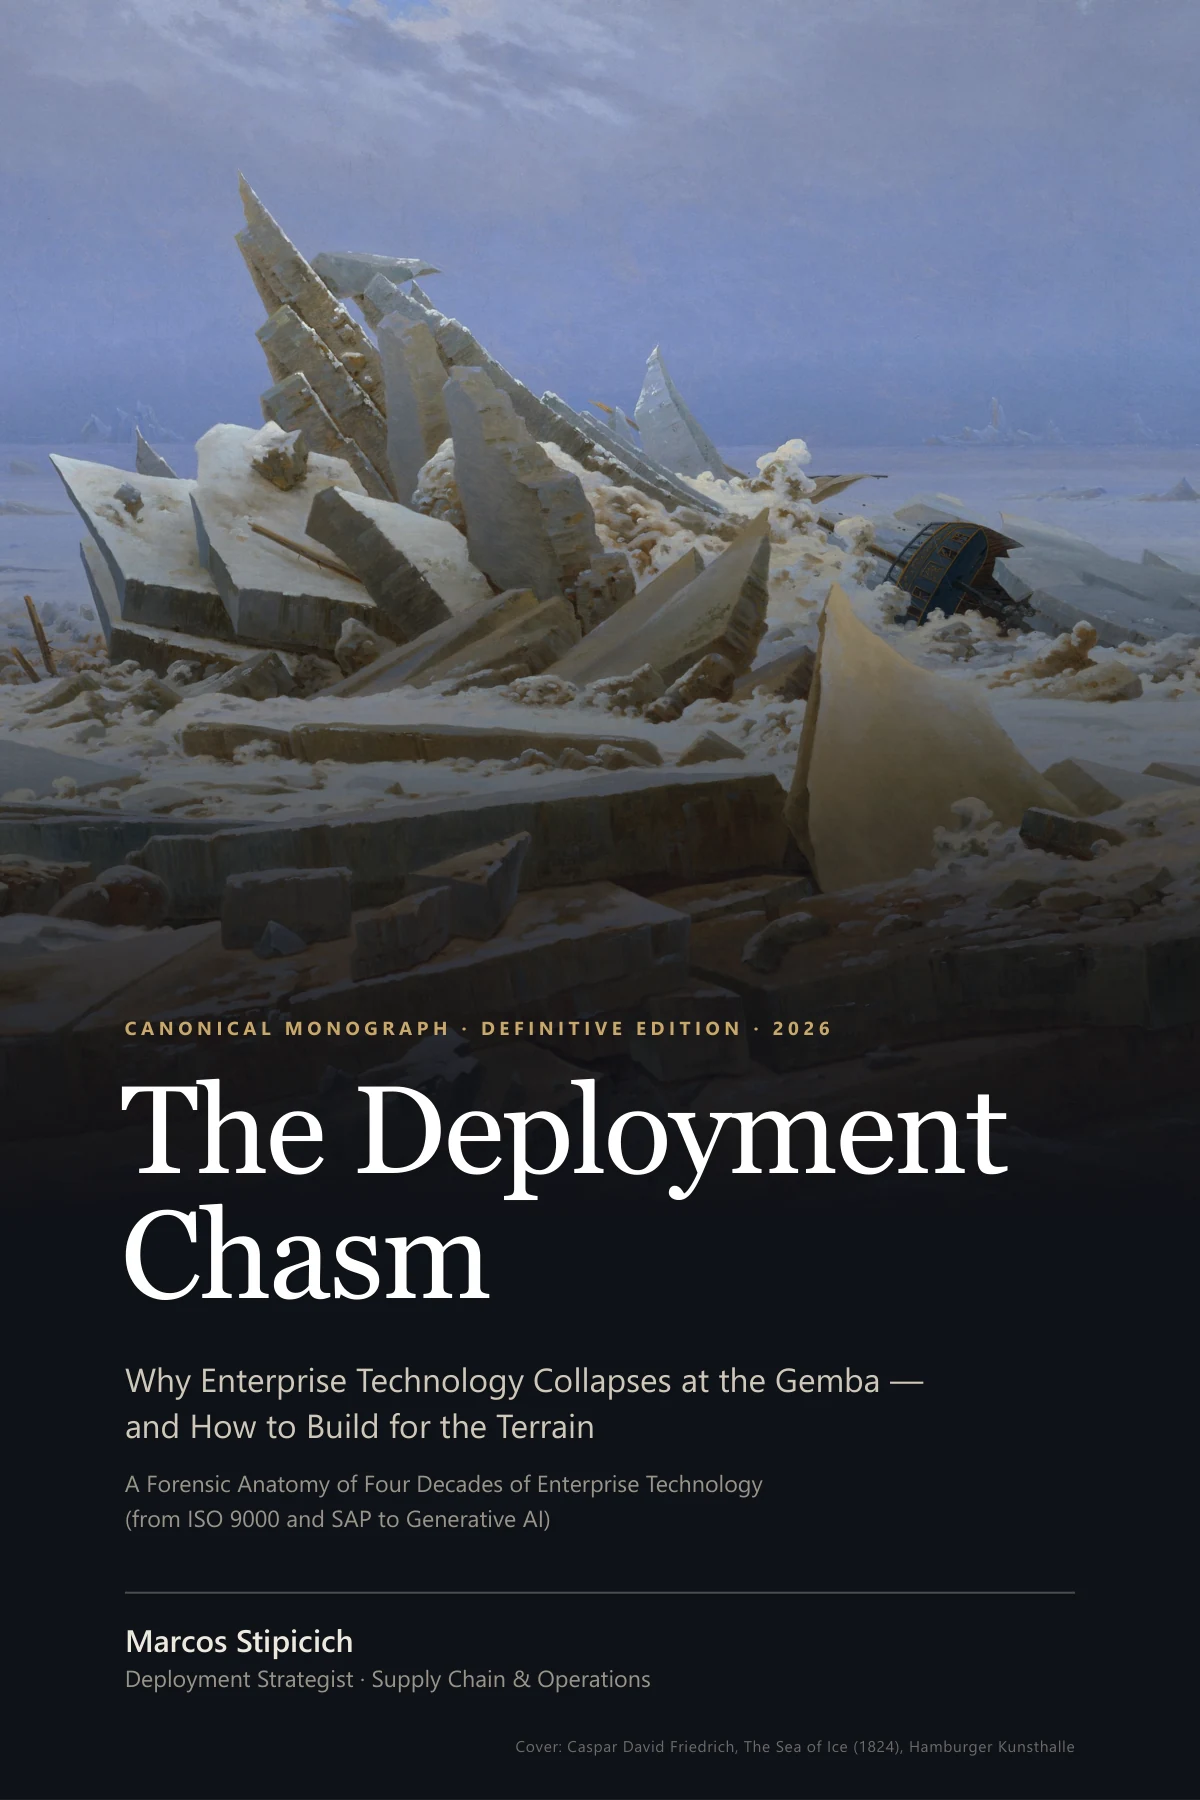 CANONICAL MONOGRAPH · DEFINITIVE EDITION · 2026
The Deployment
Chasm
Why Enterprise Technology Collapses at the Gemba —
and How to Build for the Terrain
A Forensic Anatomy of Four Decades of Enterprise Technology
(from ISO 9000 and SAP to Generative AI)
Marcos Stipicich
Deployment Strategist · Supply Chain & Operations
Cover: Caspar David Friedrich, The Sea of Ice (1824), Hamburger Kunsthalle